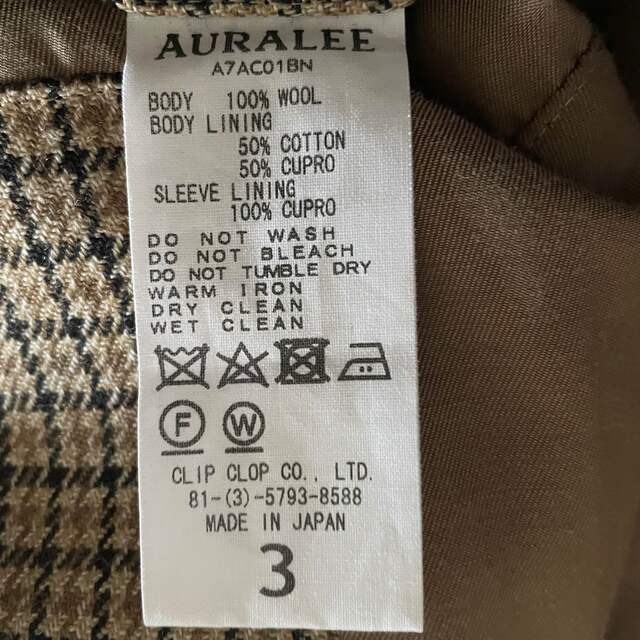 AURALEE
A7AC01BN
BODY 100% WOOL
BODY LINING
50% COTTON
50% CUPRO
SLEEVE LINING
100% CUPRO
DO NOT WASH
DO NOT BLEACH
DO NOT TUMBLE DRY
WARM IRON
DRY CLEAN
WET CLEAN
F W
CLIP CLOP CO., LTD.
81-(3)-5793-8588
MADE IN JAPAN
3